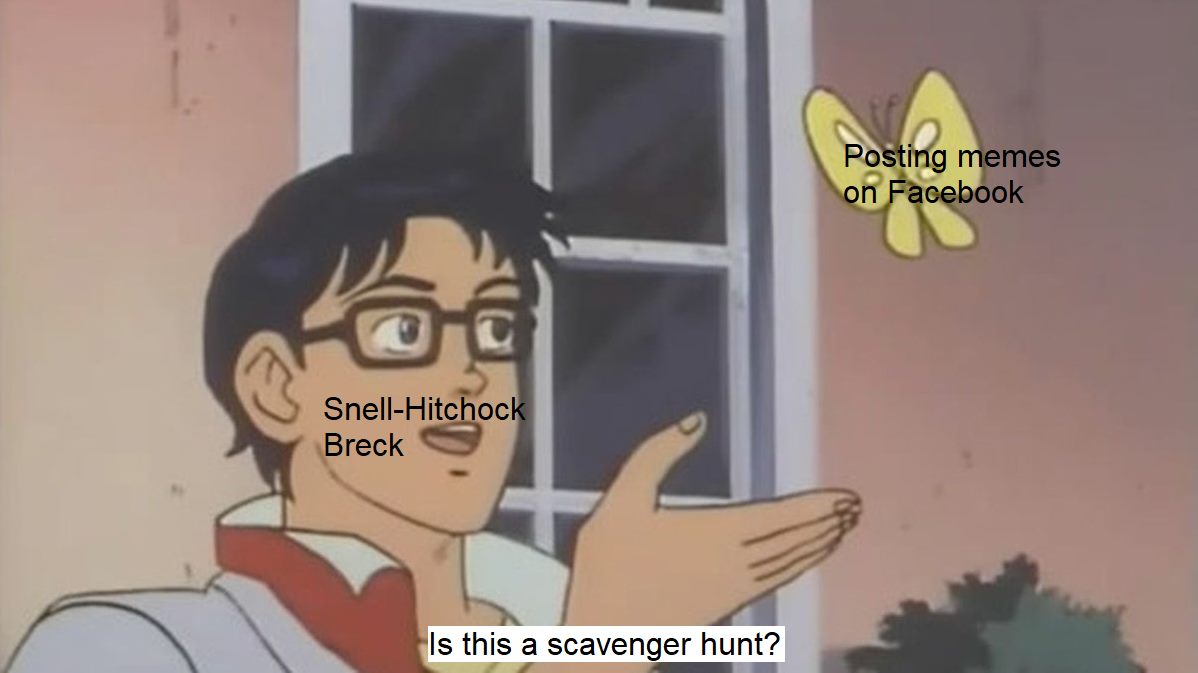 Posting memes
on Facebook
Snell-Hitchock
Breck
Is this a scavenger hunt?